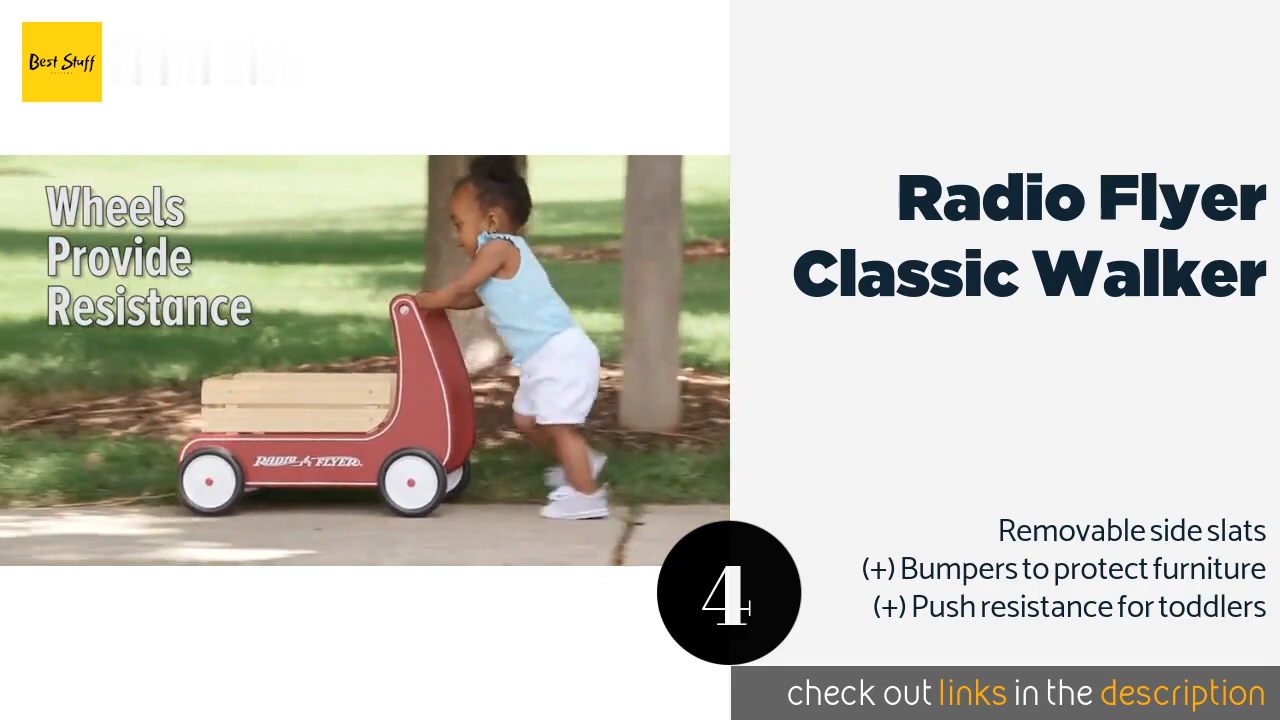 Best Stuff
Wheels
Provide
Resistance
RADIO FLYER.
Radio Flyer
Classic Walker
4
Removable side slats
(+) Bumpers to protect furniture
(+) Push resistance for toddlers
check out links in the description